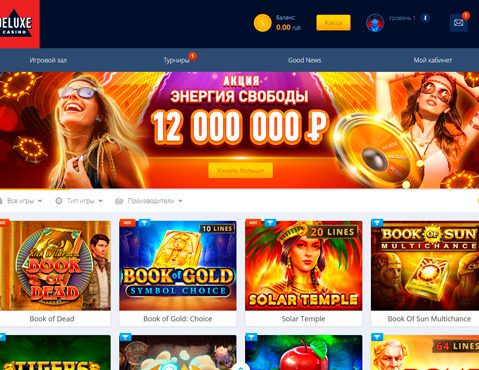 DELUXE
CASINO
Баланс:
0.00
Касса
Уровень 1
i
1
Игровой зал
Турниры
1
Good News
Мой кабинет
АКЦИЯ
ЭНЕРГИЯ СВОБОДЫ
12 000 000 ₽
Узнать больше
Все игры
Тип игры
Производители
HOT
RICH WILDE
BOOK
of
DEAD
Book of Dead
10 LINES
BOOK of GOLD
SYMBOL CHOICE
Book of Gold: Choice
HOT
20 LINES
SOLAR TEMPLE
Solar Temple
BOOK OF SUN
MULTICHANCE
Book Of Sun Multichance
TIGERS
64 LINES